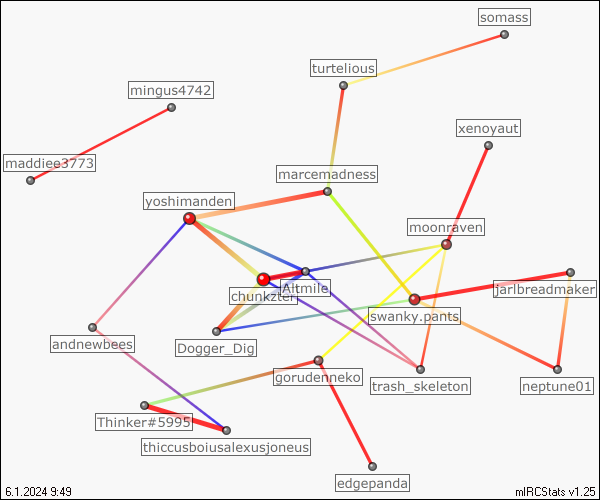 somass
turtelious
mingus4742
xenoyaut
maddiee3773
marcemadness
yoshimanden
moonraven
Altmile
chunkzter
jarlbreadmaker
swanky.pants
andnewbees
Dogger_Dig
gorudenneko
trash_skeleton
neptune01
Thinker#5995
thiccusboiusalexusjoneus
edgepanda
6.1.2024 9:49
mIRCStats v1.25